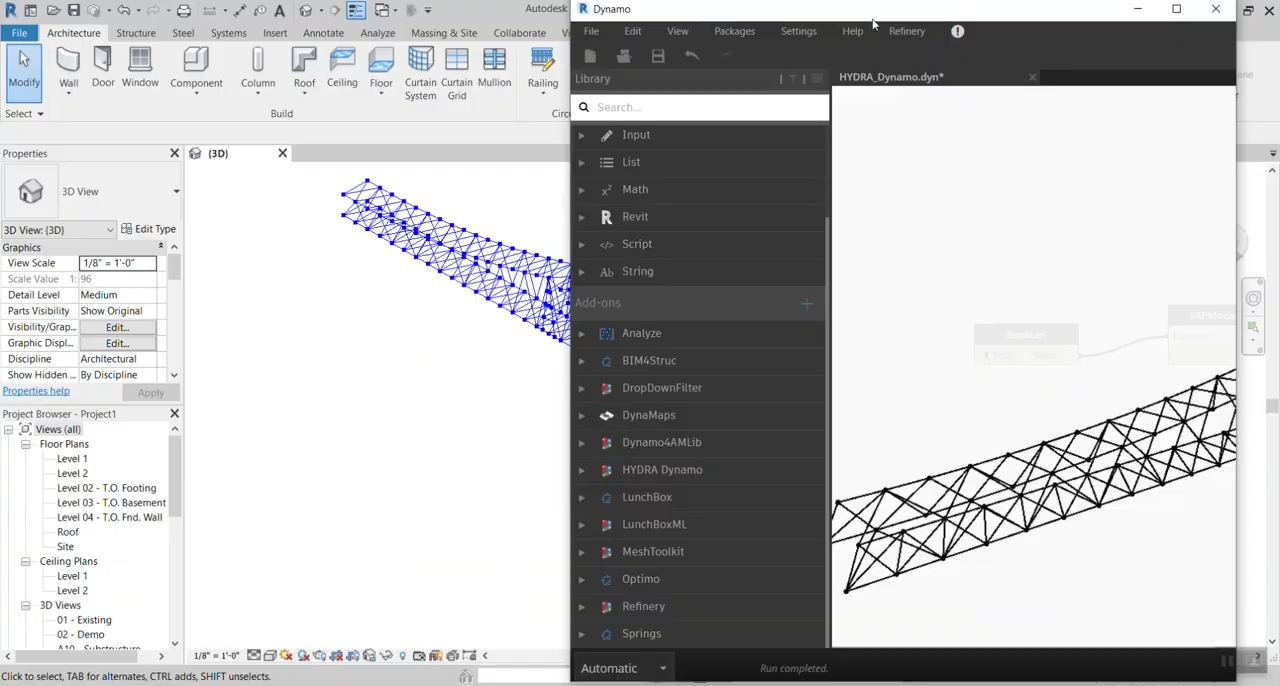 Autodesk
Dynamo
File Architecture Structure Steel Systems Insert Annotate Analyze Massing & Site Collaborate
File Edit View Packages Settings Help Refinery
Modify
Wall Door Window Component Column Roof Ceiling Floor Curtain System Curtain Grid Mullion Railing
Select Build
Library
HYDRA_Dynamo.dyn*
Search...
Properties
{3D}
3D View
3D View: {3D} Edit Type
Graphics
View Scale 1/8" = 1'-0"
Scale Value 1: 96
Detail Level Medium
Parts Visibility Show Original
Edit...
Edit...
Discipline Architectural
Show Hidden By Discipline
Properties help Apply
Project Browser - Project1
Views (all)
Floor Plans
Level 1
Level 2
Level 02 - T.O. Footing
Level 03 - T.O. Basement
Level 04 - T.O. Fnd. Wall
Roof
Site
Ceiling Plans
Level 1
Level 2
3D Views
01 - Existing
02 - Demo
Input
List
Math
Revit
Script
Ab String
Add-ons +
Analyze
BIM4Struc
DropDownFilter
DynaMaps
Dynamo4AMLib
HYDRA Dynamo
LunchBox
LunchBoxML
MeshToolkit
Optimo
Refinery
Springs
Boolean
1/8" = 1'-0"
Automatic Run completed.
Click to select, TAB for alternates, CTRL adds, SHIFT unselects.